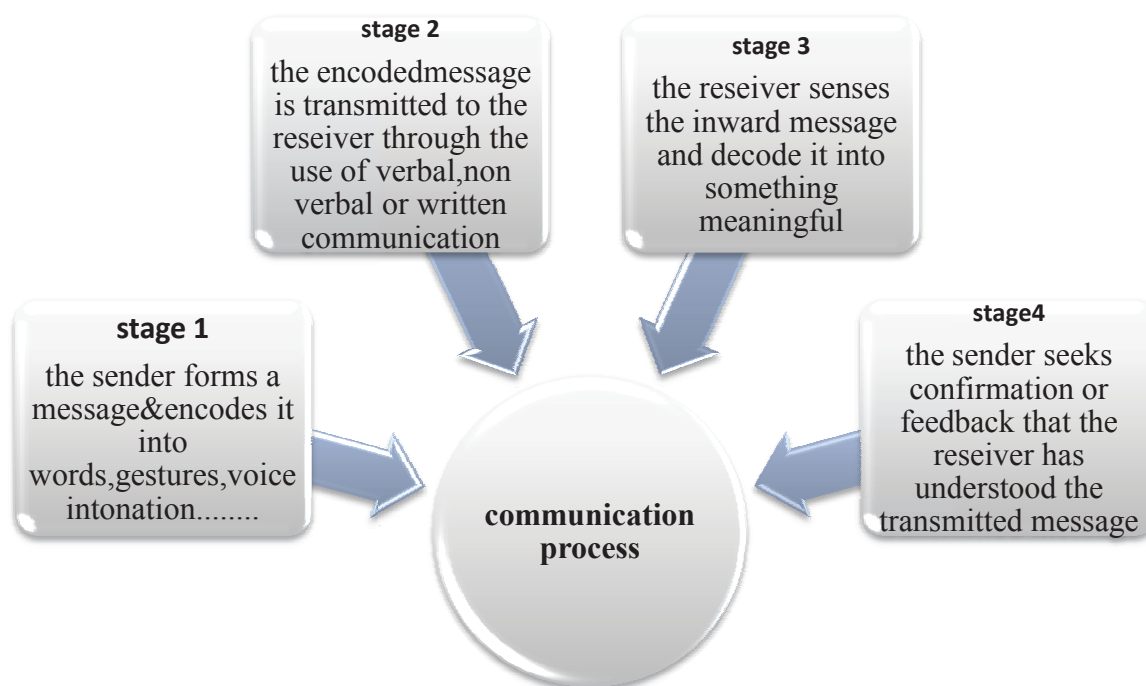 stage 1
the sender forms a
message&encodes it
into
words,gestures,voice
intonation........
stage 2
the encodedmessage
is transmitted to the
reseiver through the
use of verbal,non
verbal or written
communication
stage 3
the reseiver senses
the inward message
and decode it into
something
meaningful
stage4
the sender seeks
confirmation or
feedback that the
reseiver has
understood the
transmitted message
communication
process